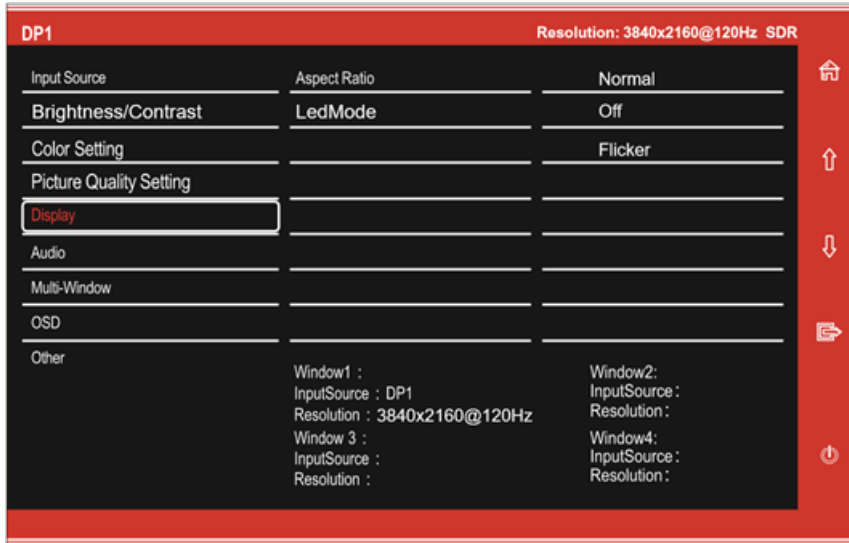 DP1 Resolution: 3840x2160@120Hz SDR
Input Source Aspect Ratio Normal
Brightness/Contrast LedMode Off
Color Setting Flicker
Picture Quality Setting
Display
Audio
Multi-Window
OSD
Other
Window1 : Window2:
InputSource : DP1 InputSource:
Resolution : 3840x2160@120Hz Resolution:
Window 3 : Window4:
InputSource : InputSource:
Resolution : Resolution: